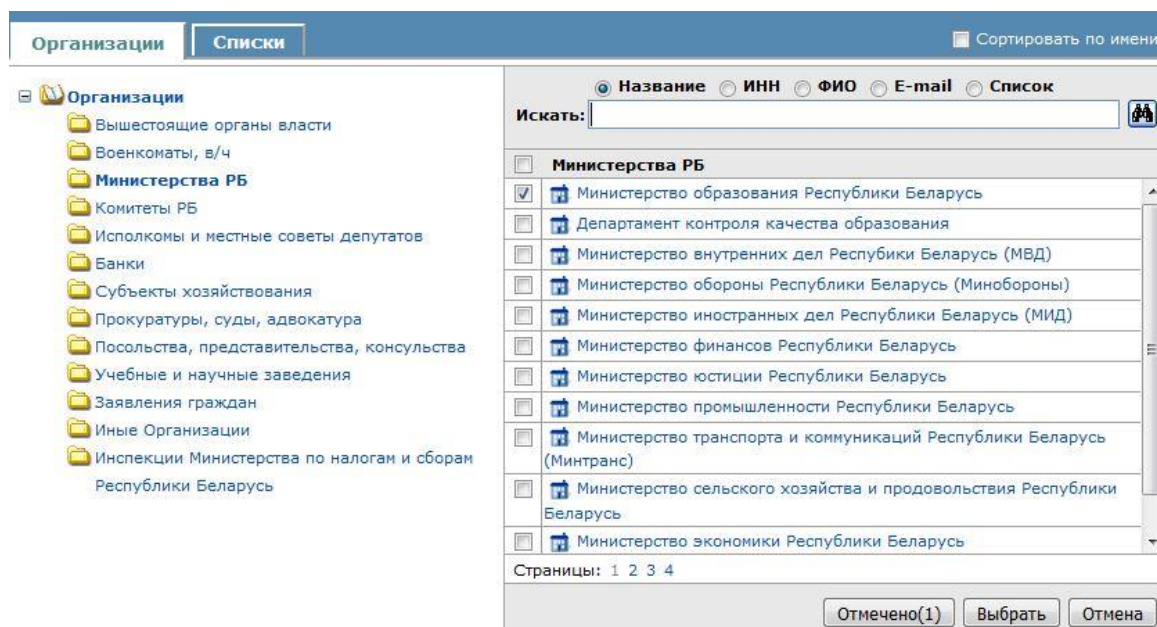 Организации
Списки
Сортировать по имени
Организации
Вышестоящие органы власти
Военкоматы, в/ч
Министерства РБ
Комитеты РБ
Исполкомы и местные советы депутатов
Банки
Субъекты хозяйствования
Прокуратуры, суды, адвокатура
Посольства, представительства, консульства
Учебные и научные заведения
Заявления граждан
Иные Организации
Инспекции Министерства по налогам и сборам
Республики Беларусь
Название ИНН ФИО E-mail Список
Искать:
Министерства РБ
Министерство образования Республики Беларусь
Департамент контроля качества образования
Министерство внутренних дел Респубики Беларусь (МВД)
Министерство обороны Республики Беларусь (Минобороны)
Министерство иностранных дел Республики Беларусь (МИД)
Министерство финансов Республики Беларусь
Министерство юстиции Республики Беларусь
Министерство промышленности Республики Беларусь
Министерство транспорта и коммуникаций Республики Беларусь
(Минтранс)
Министерство сельского хозяйства и продовольствия Республики
Беларусь
Министерство экономики Республики Беларусь
Страницы: 1 2 3 4
Отмечено(1) Выбрать Отмена